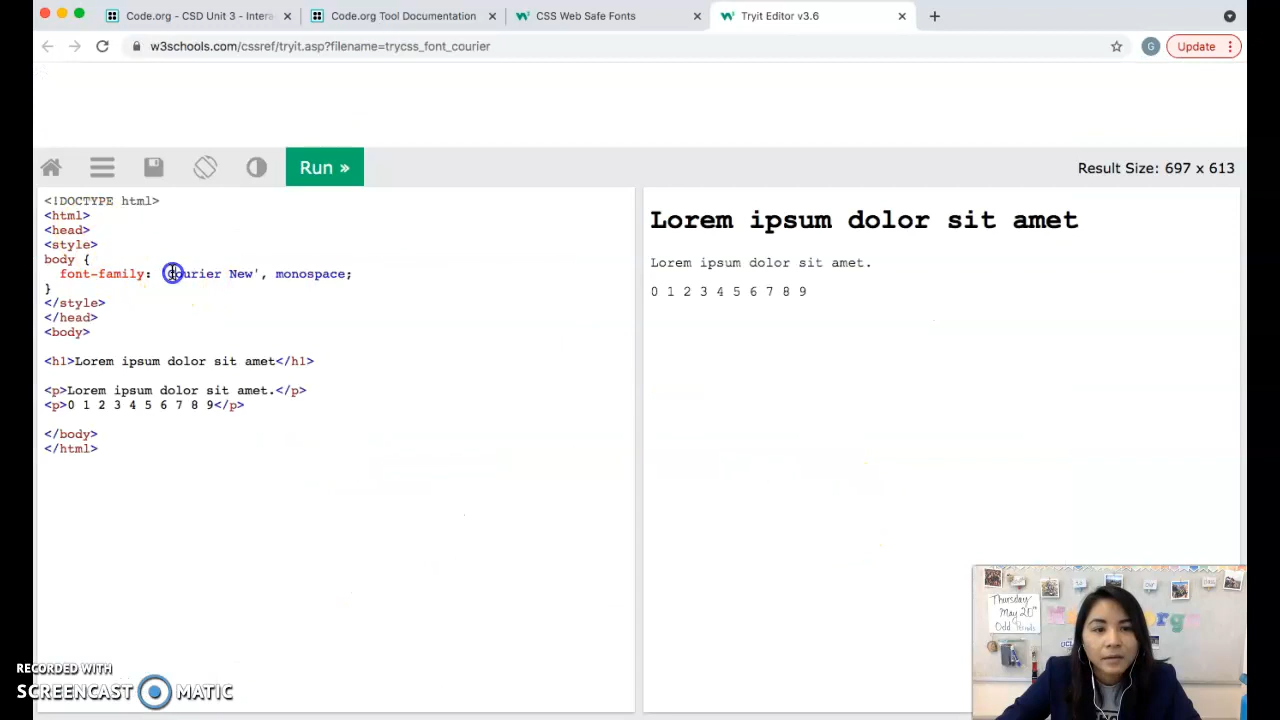 Code.org - CSD Unit 3 - Intera
Code.org Tool Documentation
CSS Web Safe Fonts
Tryit Editor v3.6
w3schools.com/cssref/tryit.asp?filename=trycss_font_courier
G
Update
Run »
Result Size: 697 x 613
<!DOCTYPE html>
<html>
<head>
<style>
body {
font-family: 'Courier New', monospace;
}
</style>
</head>
<body>
<h1>Lorem ipsum dolor sit amet</h1>
<p>Lorem ipsum dolor sit amet.</p>
<p>0 1 2 3 4 5 6 7 8 9</p>
</body>
</html>
Lorem ipsum dolor sit amet
Lorem ipsum dolor sit amet.
0 1 2 3 4 5 6 7 8 9
Thursday
May 20th
Odd Periods
RECORDED WITH
SCREENCAST MATIC